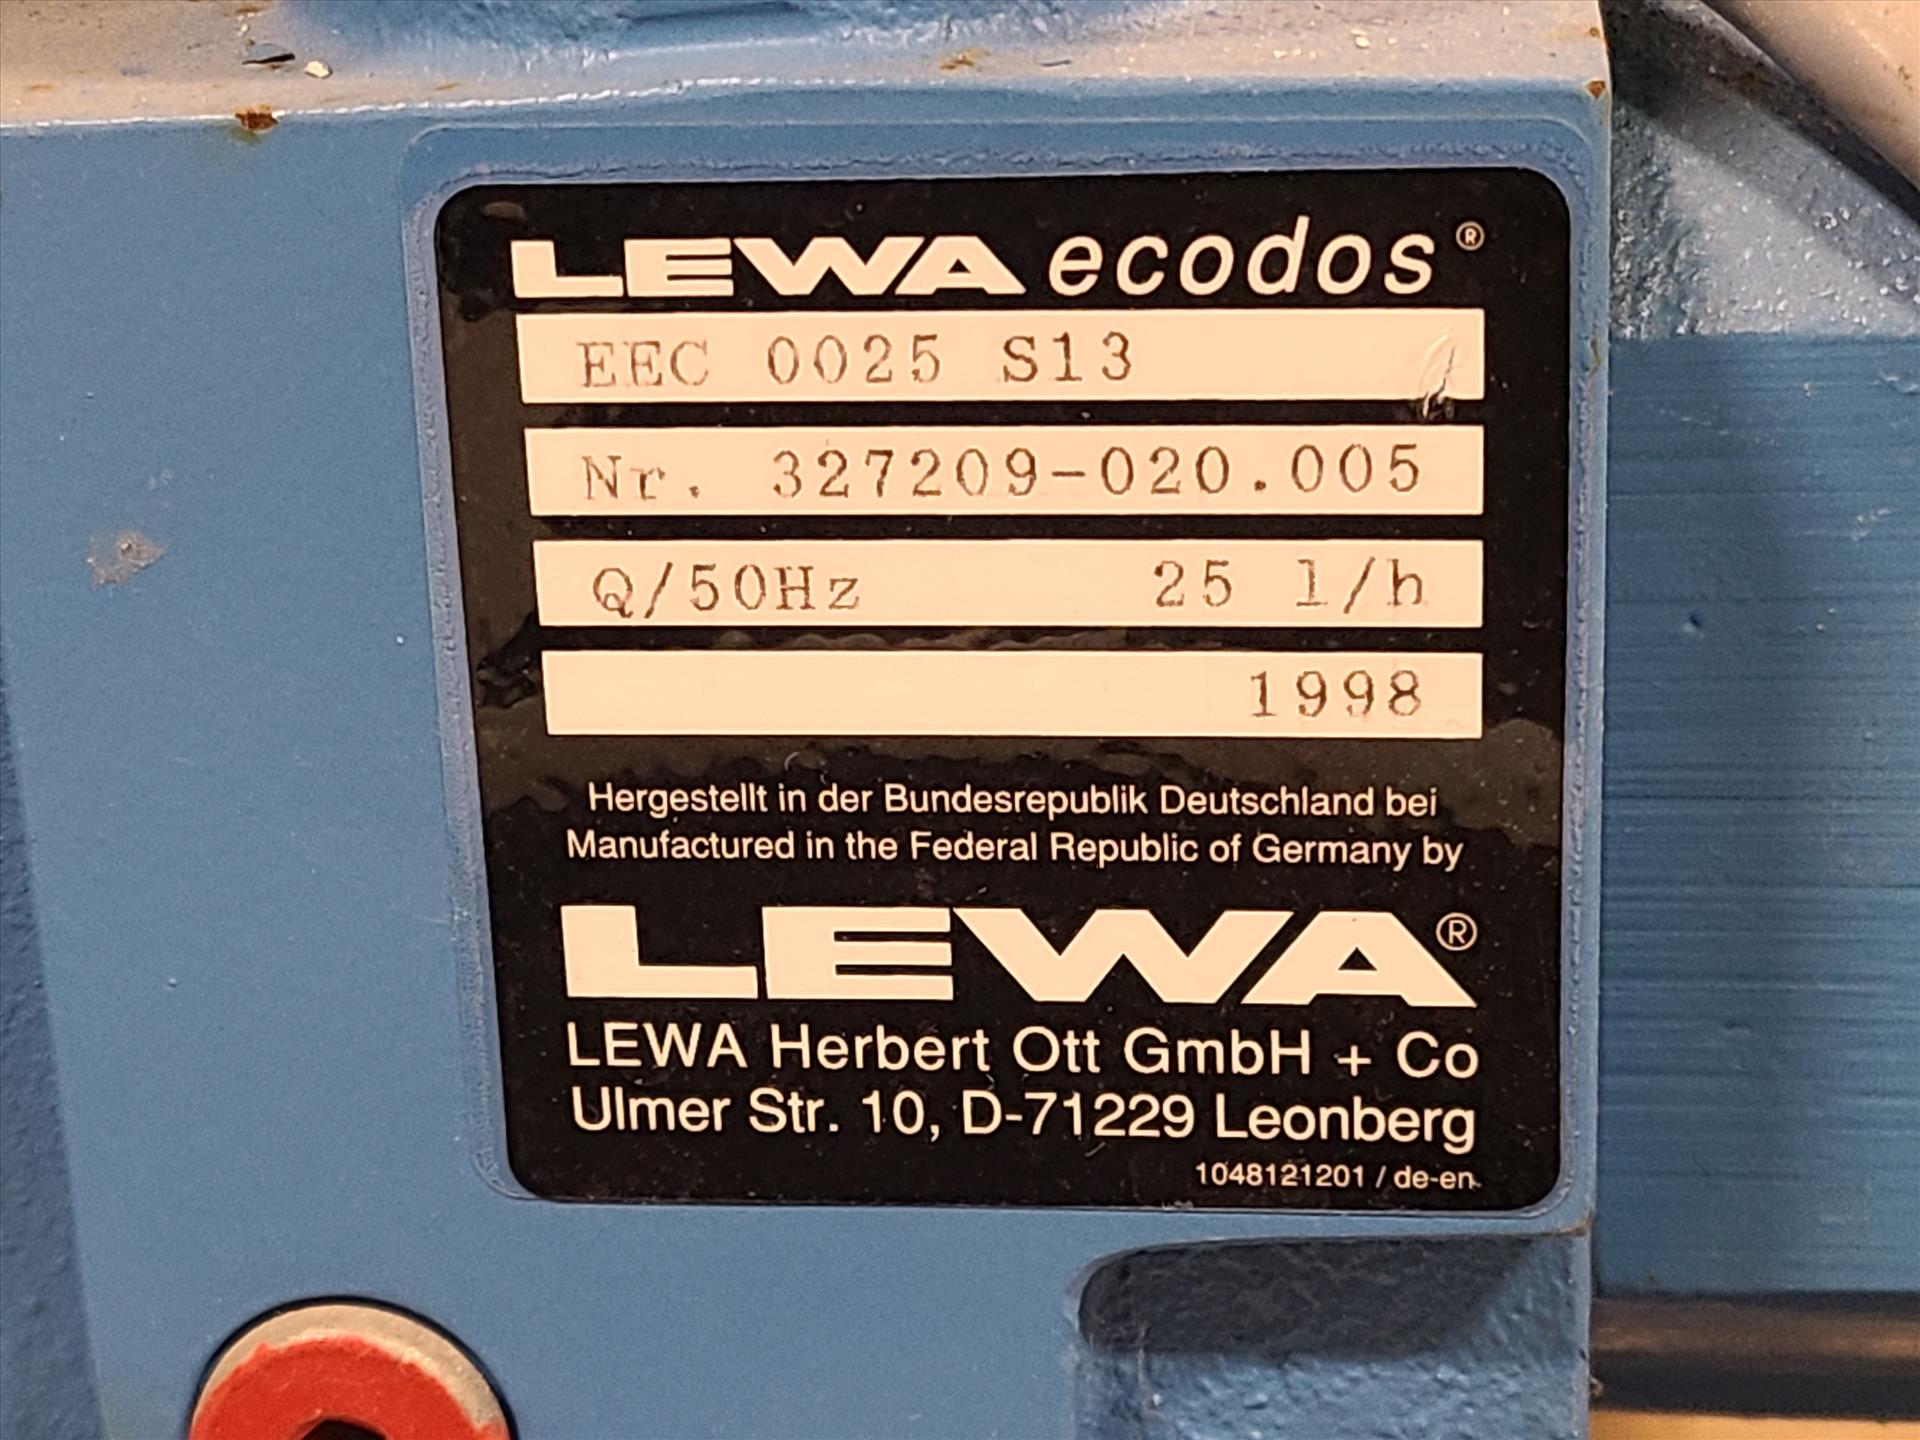 LEWA ecodos®
EEC 0025 S13
Nr. 327209-020.005
Q/50Hz 25 l/h
1998
Hergestellt in der Bundesrepublik Deutschland bei
Manufactured in the Federal Republic of Germany by
LEWA®
LEWA Herbert Ott GmbH + Co
Ulmer Str. 10, D-71229 Leonberg
1048121201 / de-en